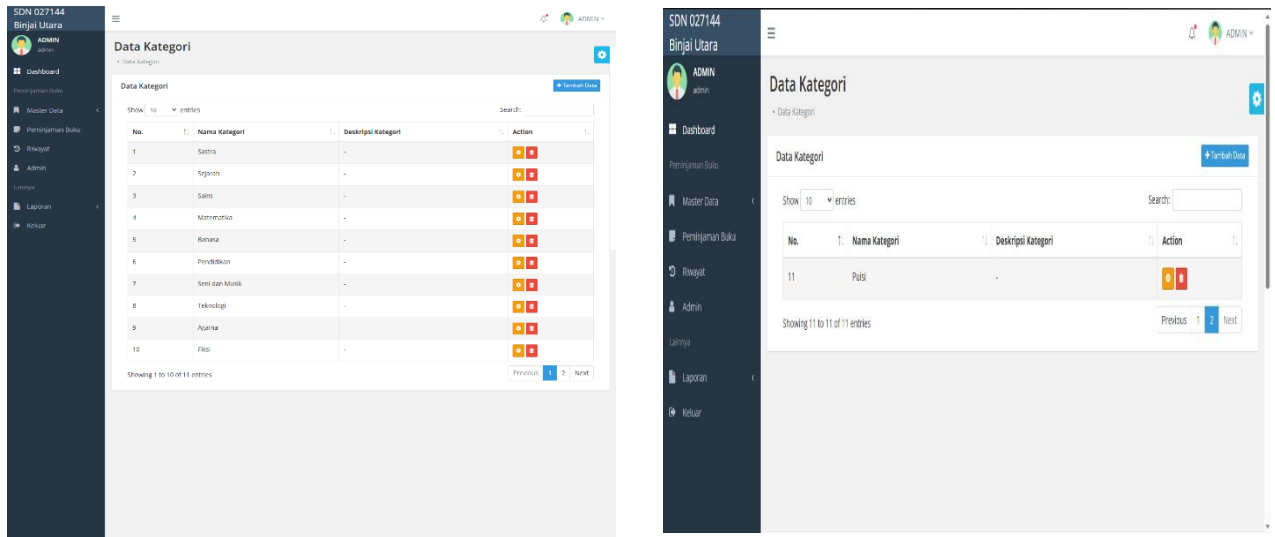 SDN 027144
Binjai Utara
ADMIN
admin
Dashboard
Peminjaman Buku
Master Data
Peminjaman Buku
Riwayat
Admin
Lainnya
Laporan
Keluar
ADMIN
Data Kategori
• Data Kategori
Data Kategori
+Tambah Data
Show 10 entries
Search:
No. Nama Kategori Deskripsi Kategori Action
1 Sastra -
2 Sejarah -
3 Sains -
4 Matematika -
5 Bahasa -
6 Pendidikan -
7 Seni dan Musik -
8 Teknologi -
9 Agama -
10 Fiksi -
Showing 1 to 10 of 11 entries
Previous 1 2 Next
SDN 027144
Binjai Utara
ADMIN
admin
Dashboard
Peminjaman Buku
Master Data
Peminjaman Buku
Riwayat
Admin
Lainnya
Laporan
Keluar
ADMIN
Data Kategori
• Data Kategori
Data Kategori
+Tambah Data
Show 10 entries
Search:
No. Nama Kategori Deskripsi Kategori Action
11 Puisi -
Showing 11 to 11 of 11 entries
Previous 1 2 Next